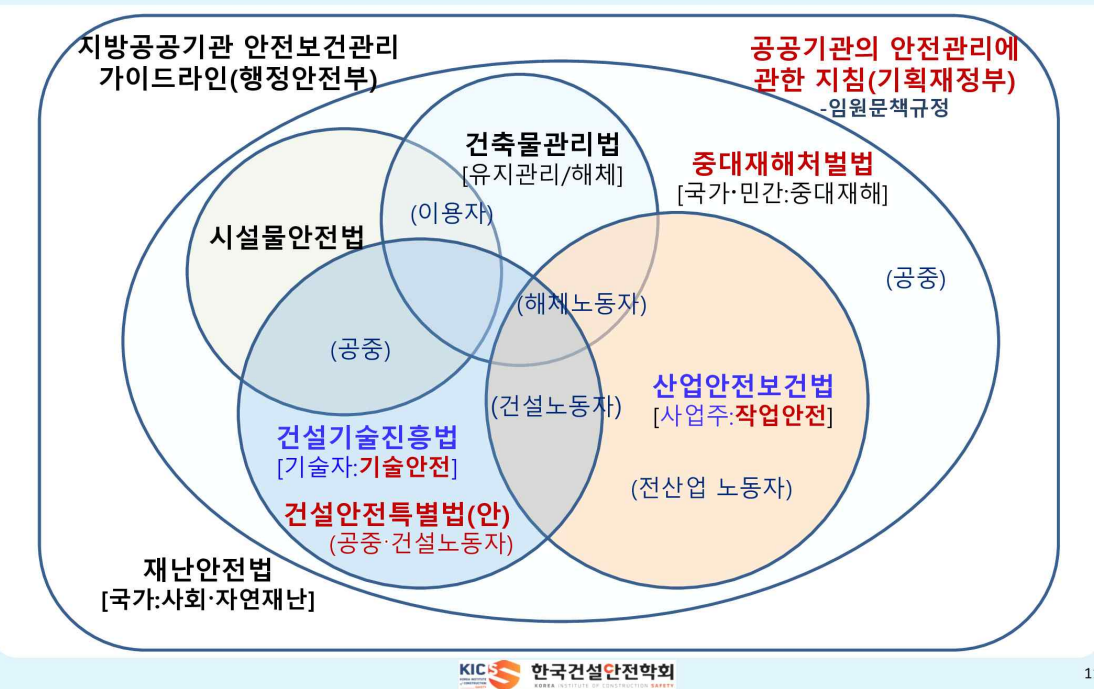 지방공공기관 안전보건관리
가이드라인(행정안전부)
공공기관의 안전관리에
관한 지침(기획재정부)
-임원문책규정
건축물관리법
[유지관리/해체]
중대재해처벌법
[국가·민간:중대재해]
(이용자)
시설물안전법
(공중)
(해체노동자)
(공중)
산업안전보건법
[사업주:작업안전]
(건설노동자)
건설기술진흥법
[기술자:기술안전]
(전산업 노동자)
건설안전특별법(안)
(공중·건설노동자)
재난안전법
[국가:사회·자연재난]
KICS
KOREA INSTITUTE OF CONSTRUCTION SAFETY
한국건설안전학회
KOREA INSTITUTE OF CONSTRUCTION SAFETY